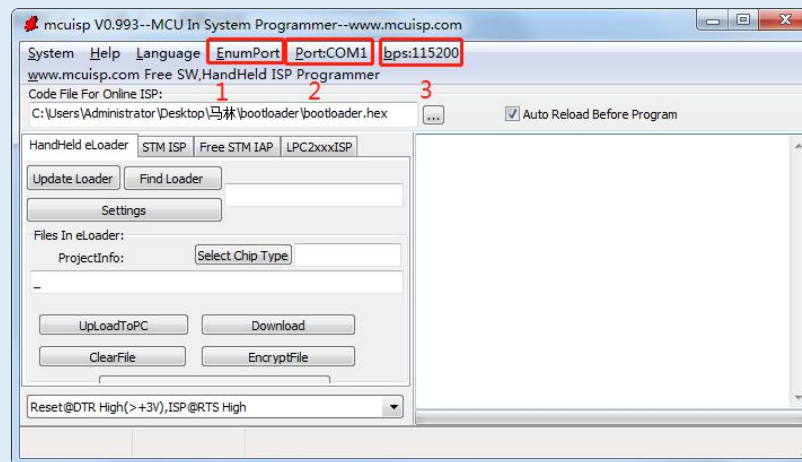 mcuisp V0.993--MCU In System Programmer--www.mcuisp.com
System Help Language EnumPort Port:COM1 bps:115200
www.mcuisp.com Free SW,HandHeld ISP Programmer
1 2 3
Code File For Online ISP:
C:\Users\Administrator\Desktop\马林\bootloader\bootloader.hex ... Auto Reload Before Program
HandHeld eLoader STM ISP Free STM IAP LPC2xxxISP
Update Loader Find Loader
Settings
Files In eLoader:
ProjectInfo: Select Chip Type
_
UpLoadToPC Download
ClearFile EncryptFile
Reset@DTR High(>+3V),ISP@RTS High